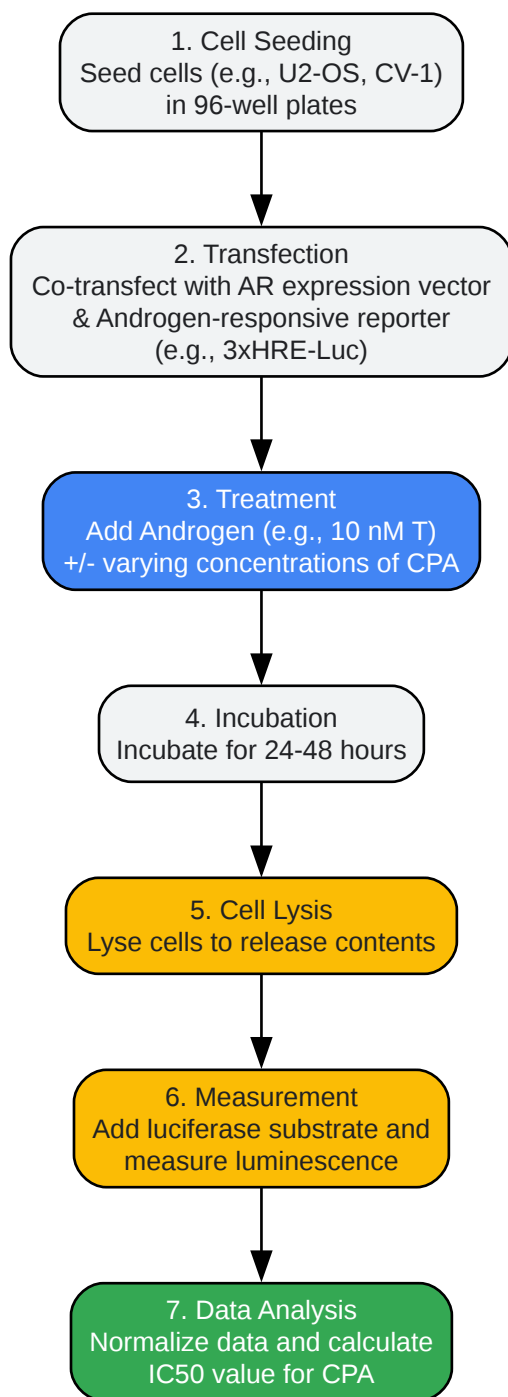 1. Cell Seeding
Seed cells (e.g., U2-OS, CV-1)
in 96-well plates
2. Transfection
Co-transfect with AR expression vector
& Androgen-responsive reporter
(e.g., 3xHRE-Luc)
3. Treatment
Add Androgen (e.g., 10 nM T)
+/- varying concentrations of CPA
4. Incubation
Incubate for 24-48 hours
5. Cell Lysis
Lyse cells to release contents
6. Measurement
Add luciferase substrate and
measure luminescence
7. Data Analysis
Normalize data and calculate
IC50 value for CPA